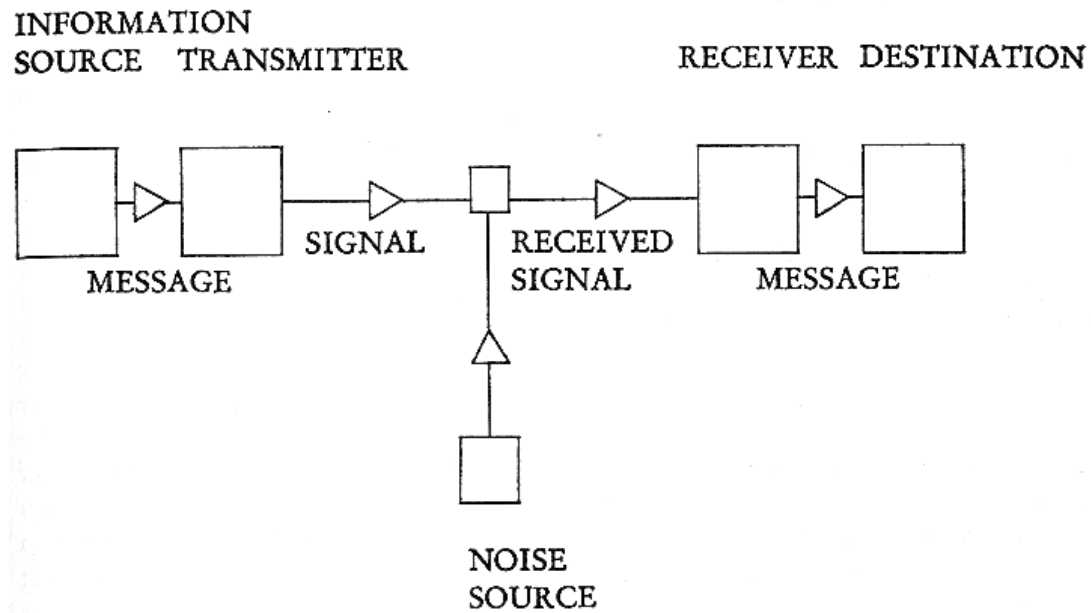 INFORMATION
SOURCE TRANSMITTER
RECEIVER DESTINATION
SIGNAL
RECEIVED
SIGNAL
MESSAGE
MESSAGE
NOISE
SOURCE